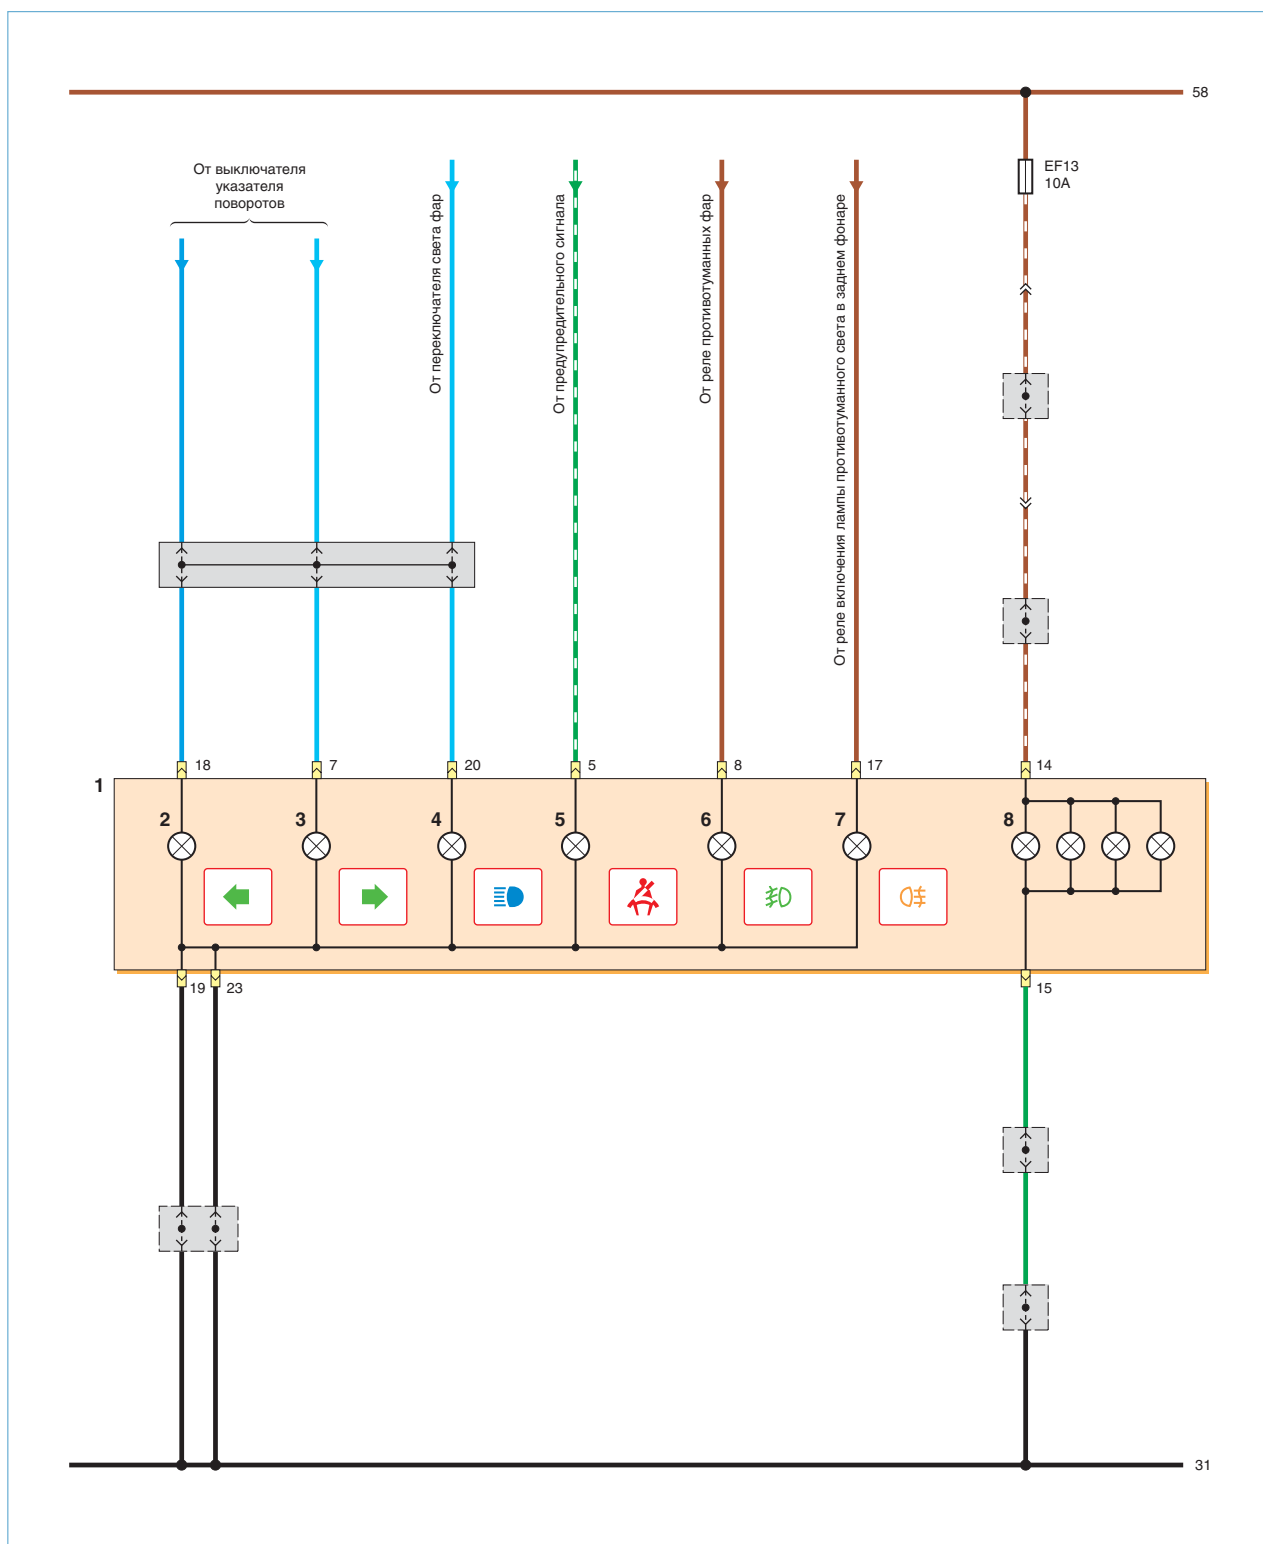 58
EF13
10А
От выключателя
указателя
поворотов
От переключателя света фар
От предупредительного сигнала
От реле противотуманных фар
От реле включения лампы противотуманного света в заднем фонаре
18
7
20
5
8
17
14
1
2
3
4
5
6
7
8
19
23
15
31